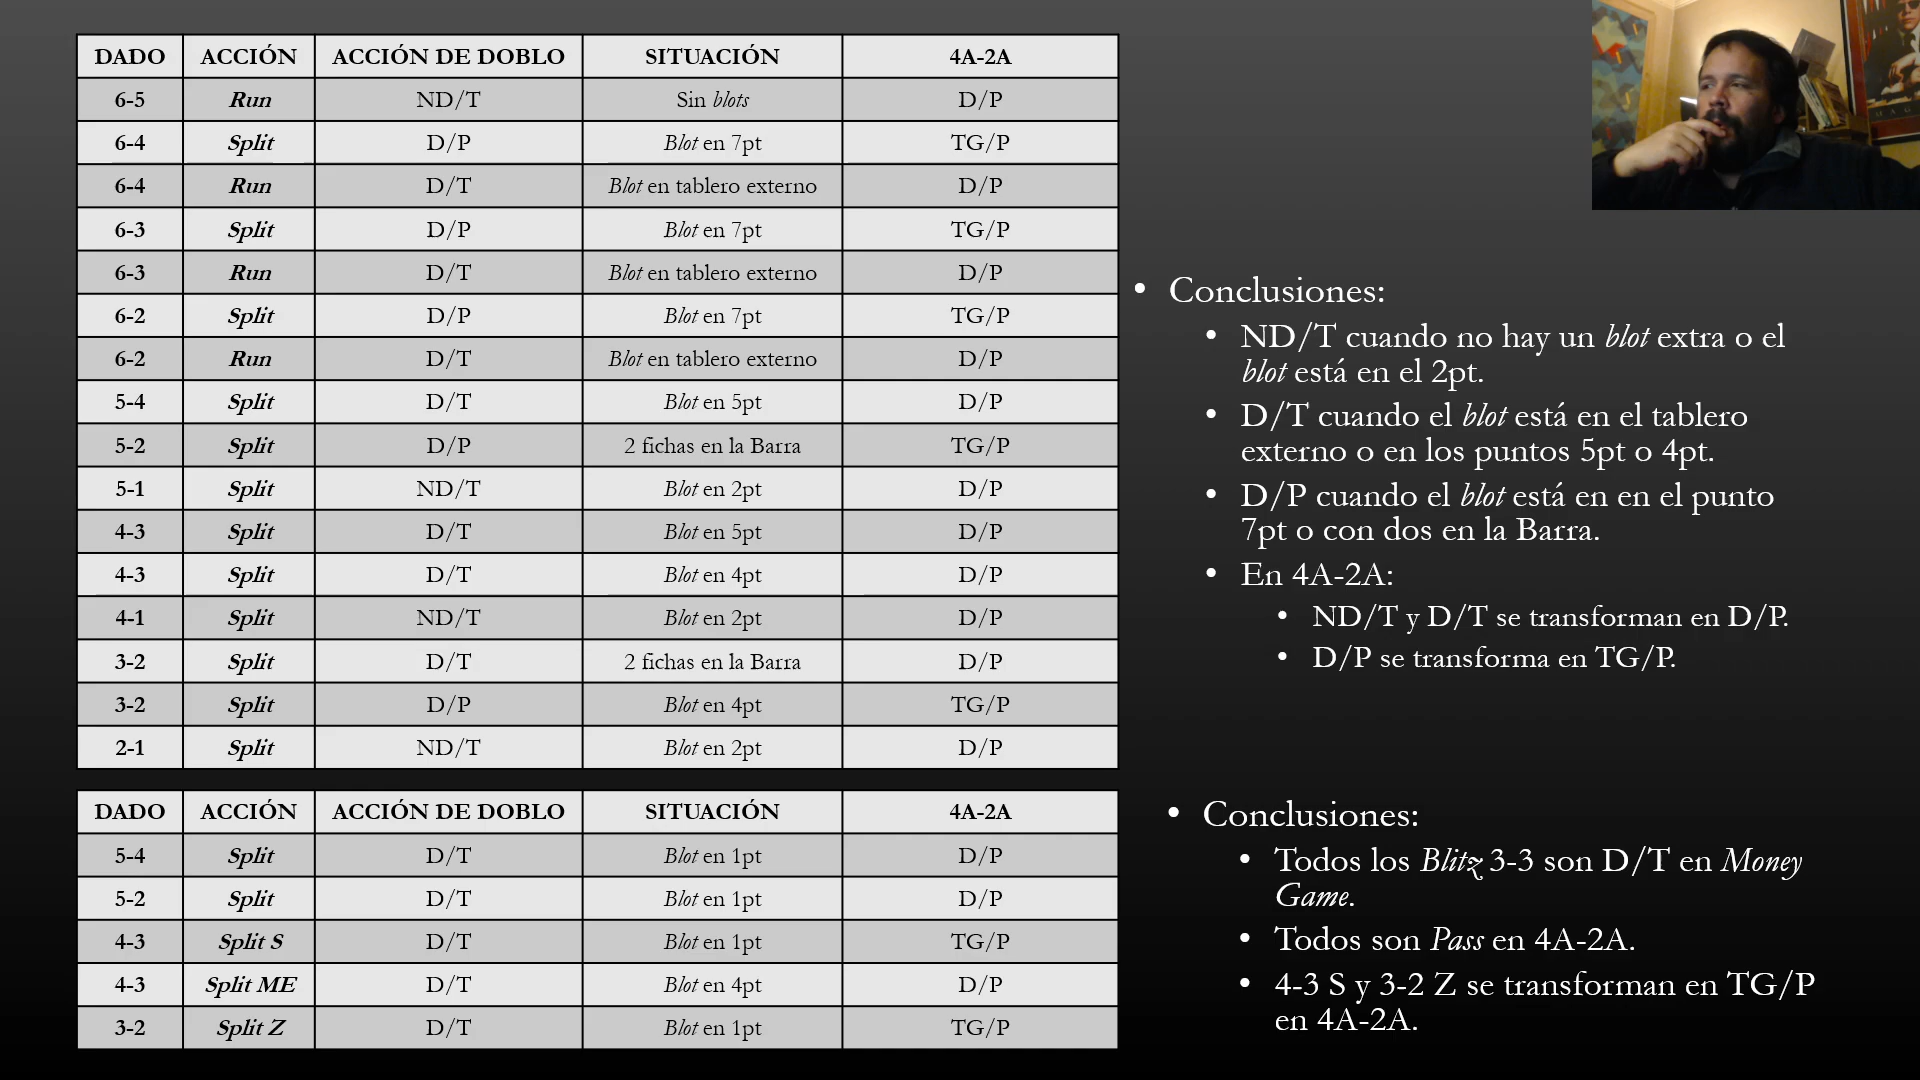 DADO ACCIÓN ACCIÓN DE DOBLO SITUACIÓN 4A-2A
6-5 Run ND/T Sin blots D/P
6-4 Split D/P Blot en 7pt TG/P
6-4 Run D/T Blot en tablero externo D/P
6-3 Split D/P Blot en 7pt TG/P
6-3 Run D/T Blot en tablero externo D/P
6-2 Split D/P Blot en 7pt TG/P
6-2 Run D/T Blot en tablero externo D/P
5-4 Split D/T Blot en 5pt D/P
5-2 Split D/P 2 fichas en la Barra TG/P
5-1 Split ND/T Blot en 2pt D/P
4-3 Split D/T Blot en 5pt D/P
4-3 Split D/T Blot en 4pt D/P
4-1 Split ND/T Blot en 2pt D/P
3-2 Split D/T 2 fichas en la Barra D/P
3-2 Split D/P Blot en 4pt TG/P
2-1 Split ND/T Blot en 2pt D/P
• Conclusiones:
• ND/T cuando no hay un blot extra o el
blot está en el 2pt.
• D/T cuando el blot está en el tablero
externo o en los puntos 5pt o 4pt.
• D/P cuando el blot está en en el punto
7pt o con dos en la Barra.
• En 4A-2A:
• ND/T y D/T se transforman en D/P.
• D/P se transforma en TG/P.
DADO ACCIÓN ACCIÓN DE DOBLO SITUACIÓN 4A-2A
5-4 Split D/T Blot en 1pt D/P
5-2 Split D/T Blot en 1pt D/P
4-3 Split S D/T Blot en 1pt TG/P
4-3 Split ME D/T Blot en 4pt D/P
3-2 Split Z D/T Blot en 1pt TG/P
• Conclusiones:
• Todos los Blitz 3-3 son D/T en Money
Game.
• Todos son Pass en 4A-2A.
• 4-3 S y 3-2 Z se transforman en TG/P
en 4A-2A.